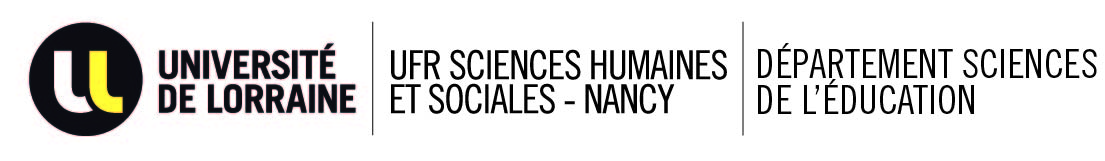 UNIVERSITÉ
DE LORRAINE
UFR SCIENCES HUMAINES
ET SOCIALES - NANCY
DÉPARTEMENT SCIENCES
DE L'ÉDUCATION